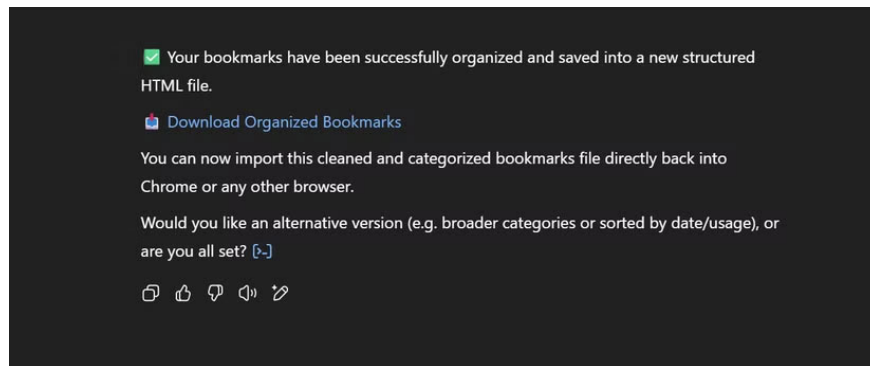 ✅ Your bookmarks have been successfully organized and saved into a new structured
HTML file.
📥 Download Organized Bookmarks
You can now import this cleaned and categorized bookmarks file directly back into
Chrome or any other browser.
Would you like an alternative version (e.g. broader categories or sorted by date/usage), or
are you all set? [>_]